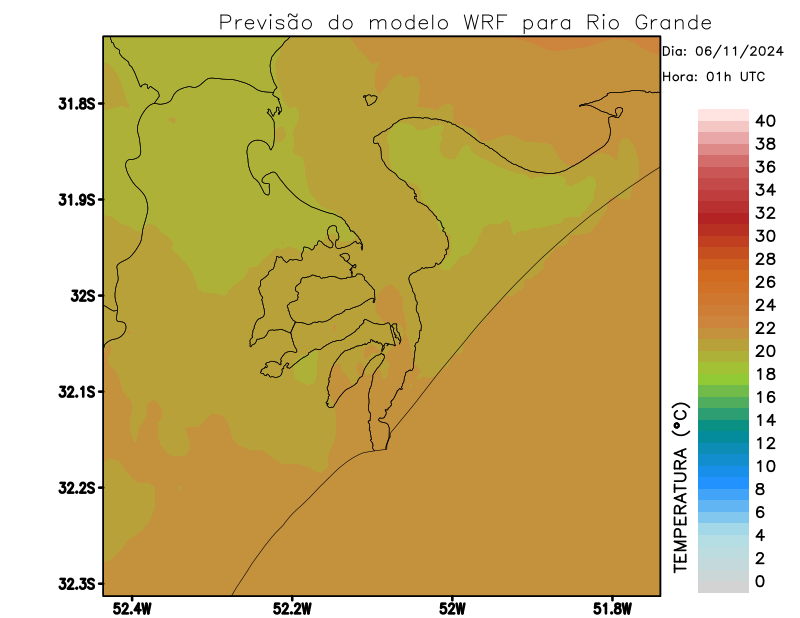 Previsão do modelo WRF para Rio Grande
Dia: 06/11/2024
Hora: 01h UTC
31.8S
31.9S
32S
32.1S
32.2S
32.3S
52.4W
52.2W
52W
51.8W
TEMPERATURA (°C)
40
38
36
34
32
30
28
26
24
22
20
18
16
14
12
10
8
6
4
2
0